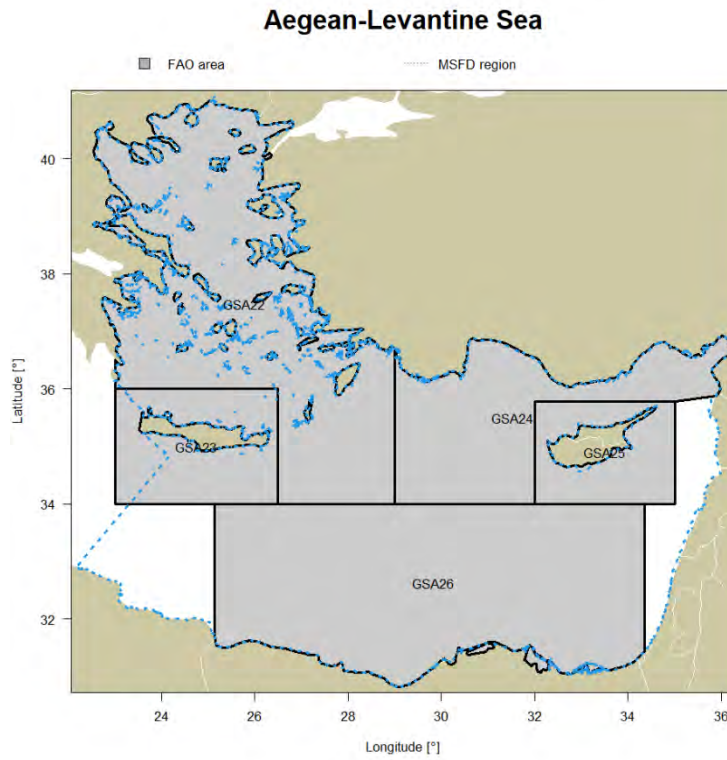 Aegean-Levantine Sea
FAO area
MSFD region
40
38
36
34
32
Latitude [°]
GSA22
GSA24
GSA23
GSA25
GSA26
24
26
28
30
32
34
36
Longitude [°]